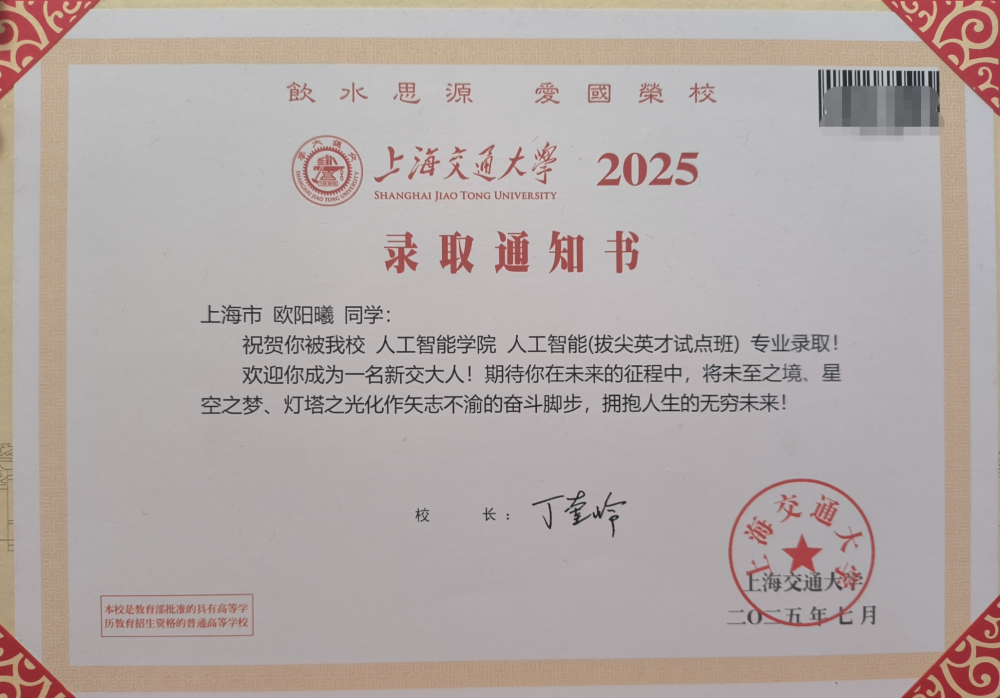 飲水思源 愛國榮校
上海交通大學 2025
SHANGHAI JIAO TONG UNIVERSITY
录取通知书
上海市 欧阳曦 同学：
祝贺你被我校 人工智能学院 人工智能(拔尖英才试点班) 专业录取！
欢迎你成为一名新交大人！期待你在未来的征程中，将未至之境、星
空之梦、灯塔之光化作矢志不渝的奋斗脚步，拥抱人生的无穷未来！
校 长：丁奎岭
上海交通大学
上海交通大学
二〇二五年七月
本校是教育部批准的具有高等学
历教育招生资格的普通高等学校